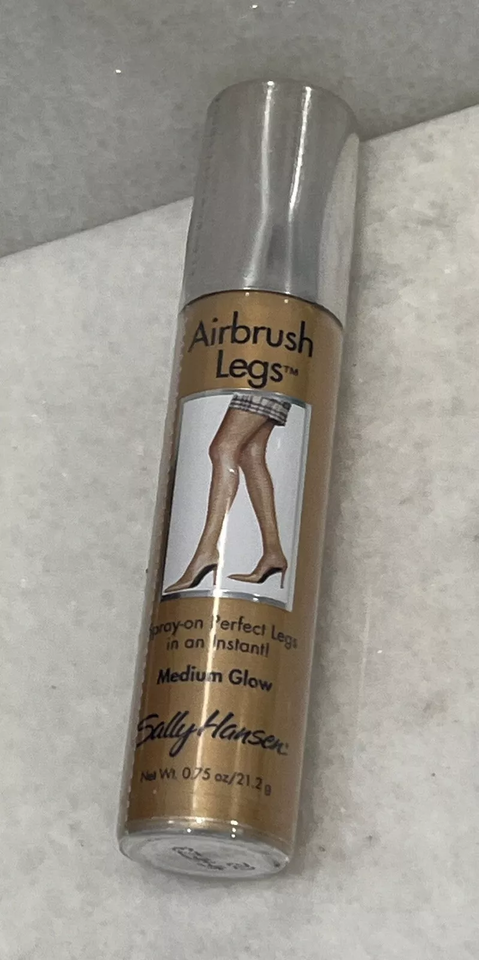 Airbrush
Legs™
Spray-on Perfect Legs
in an Instant!
Medium Glow
Sally Hansen®
Net Wt. 0.75 oz/21.2 g